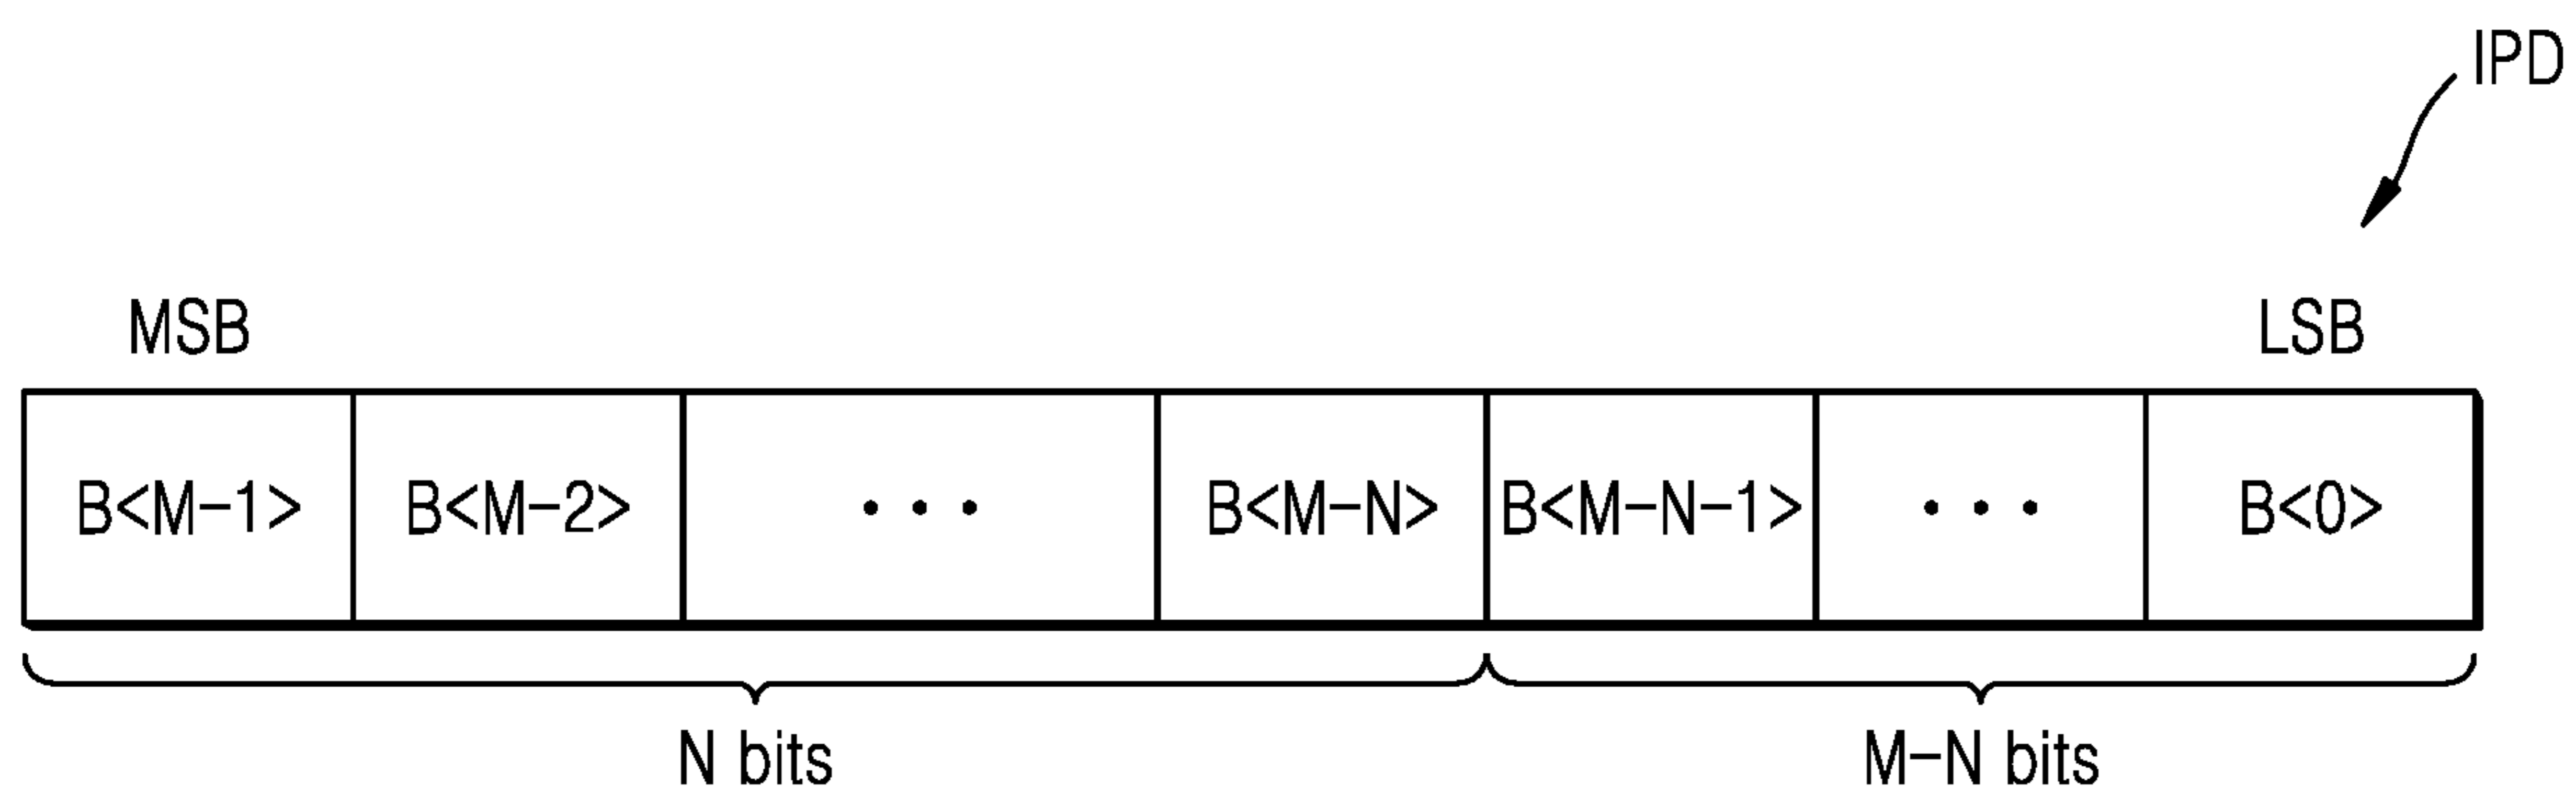 IPD
MSB LSB
B<M-1> B<M-2> ··· B<M-N> B<M-N-1> ··· B<0>
N bits M-N bits